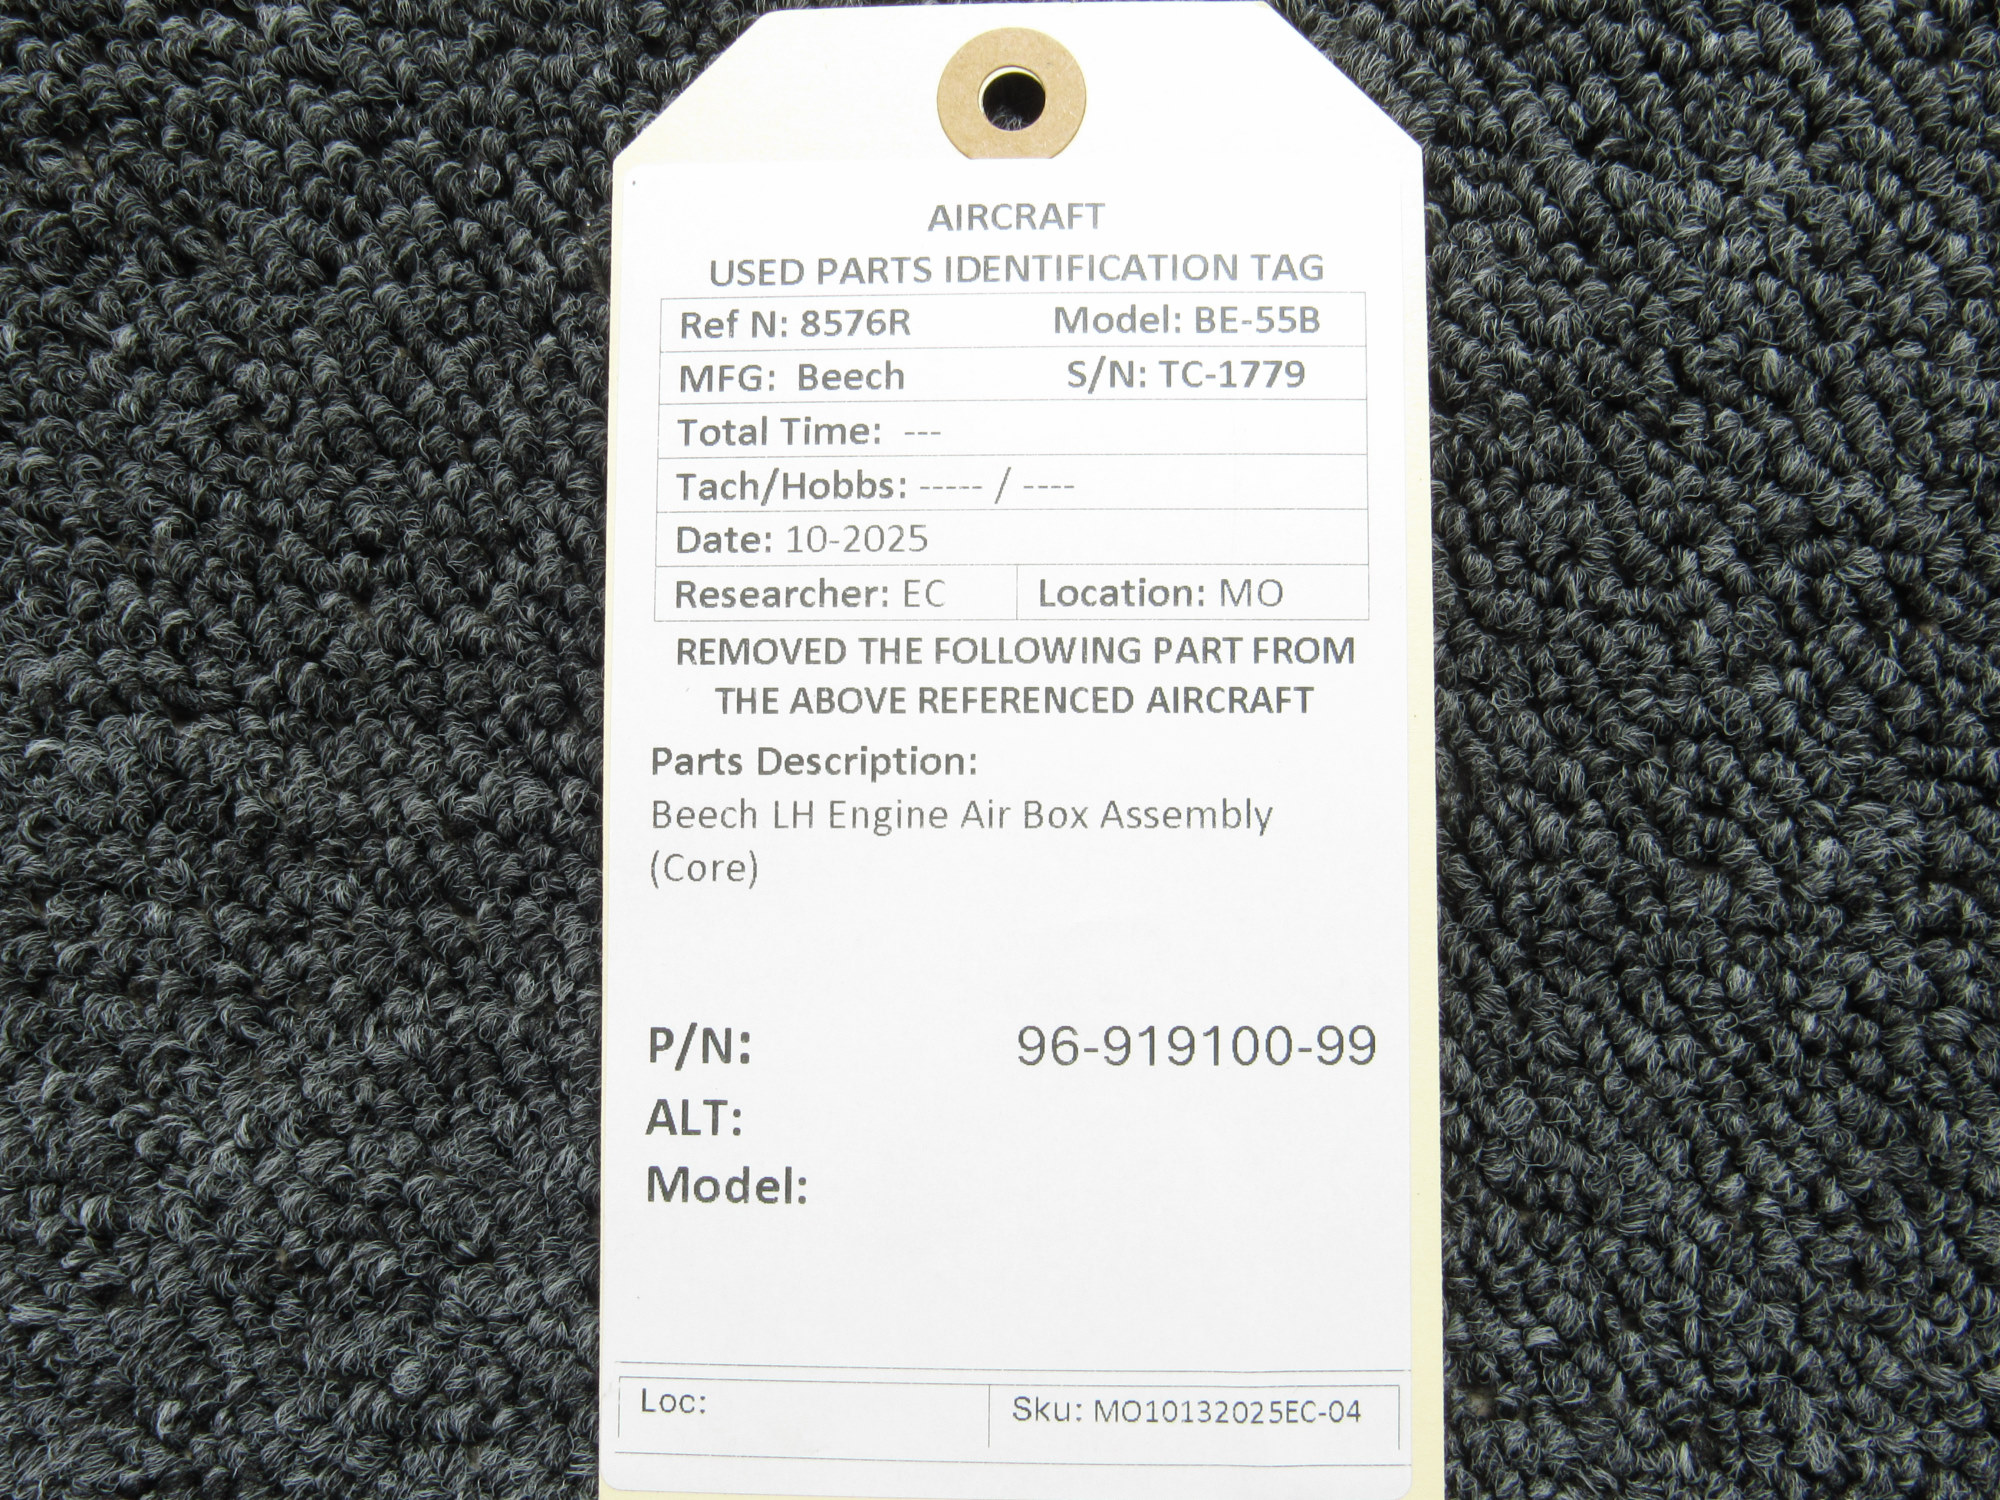 AIRCRAFT
USED PARTS IDENTIFICATION TAG
Ref N: 8576R Model: BE-55B
MFG: Beech S/N: TC-1779
Total Time: ---
Tach/Hobbs: ----- / ----
Date: 10-2025
Researcher: EC Location: MO
REMOVED THE FOLLOWING PART FROM
THE ABOVE REFERENCED AIRCRAFT
Parts Description:
Beech LH Engine Air Box Assembly
(Core)
P/N: 96-919100-99
ALT:
Model:
Loc: Sku: MO10132025EC-04